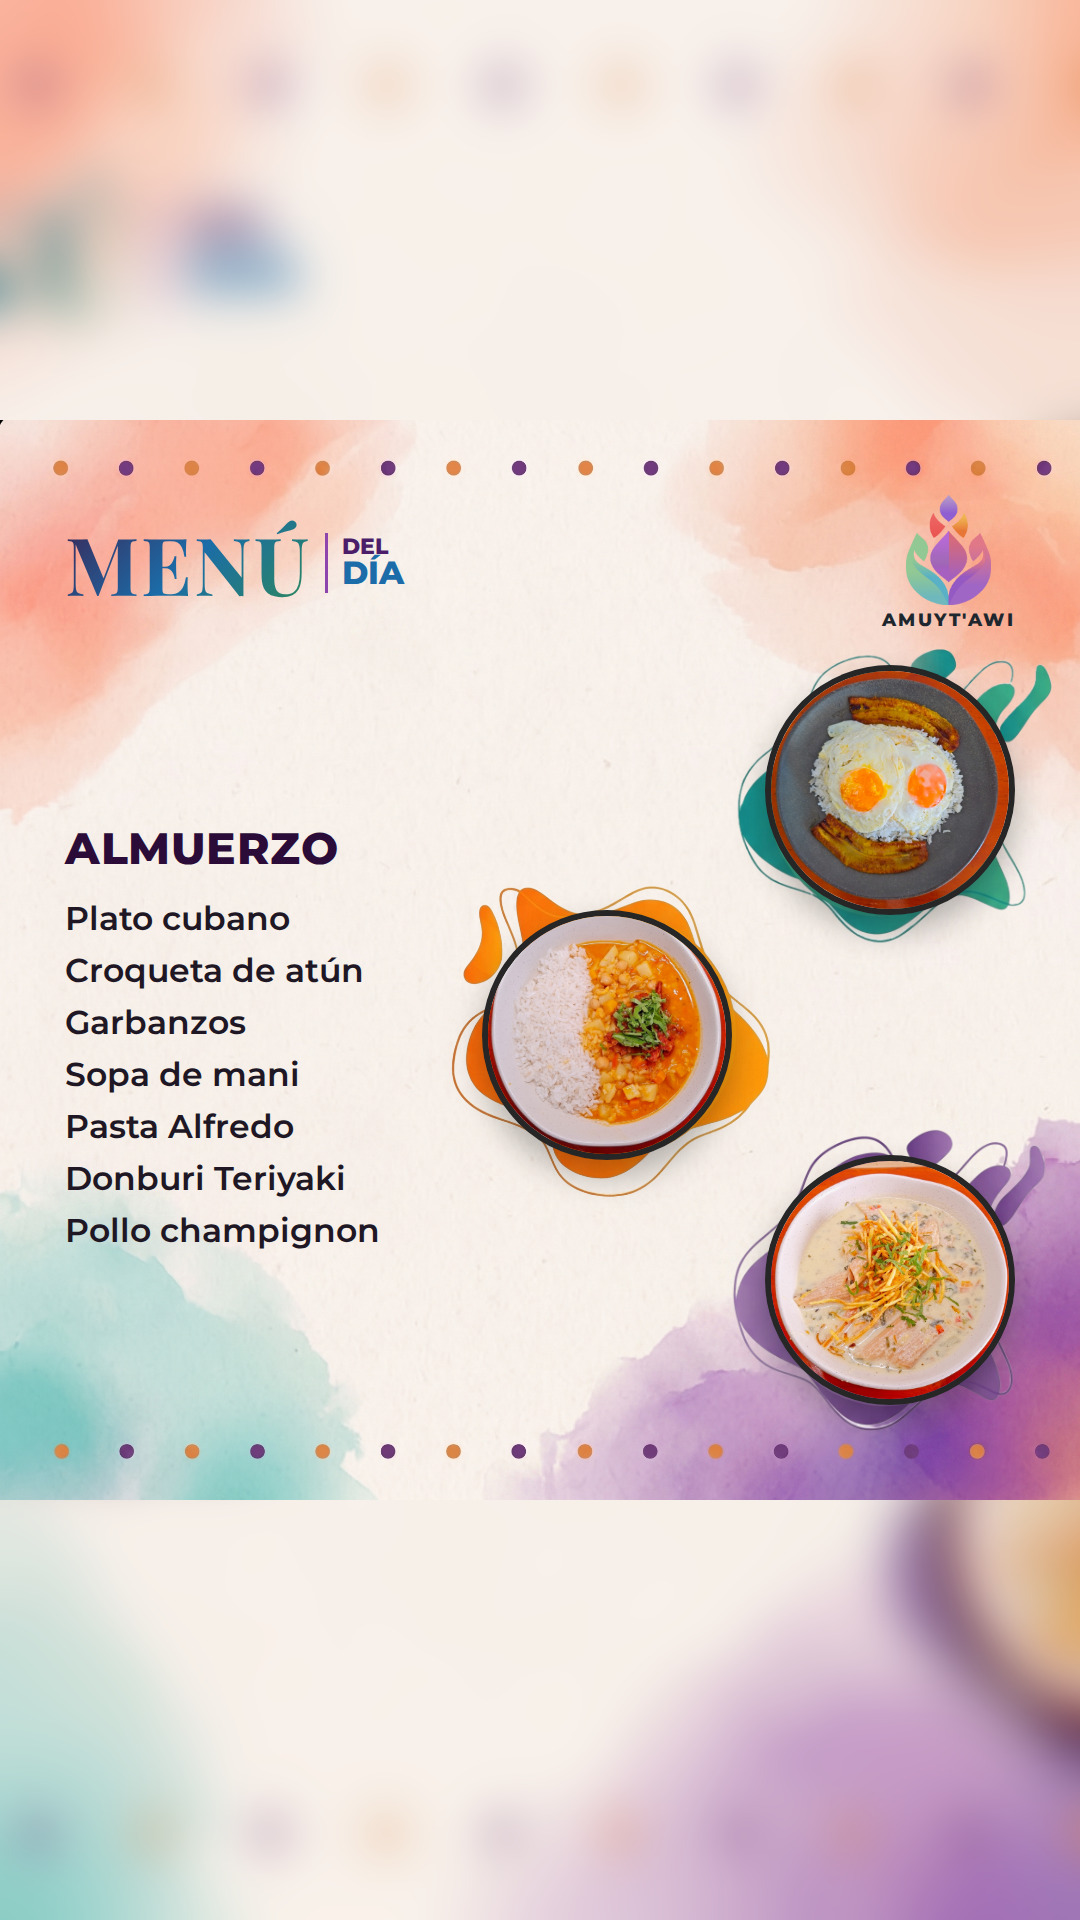 MENÚ
DEL
DÍA
AMUYT'AWI
ALMUERZO
Plato cubano
Croqueta de atún
Garbanzos
Sopa de mani
Pasta Alfredo
Donburi Teriyaki
Pollo champignon